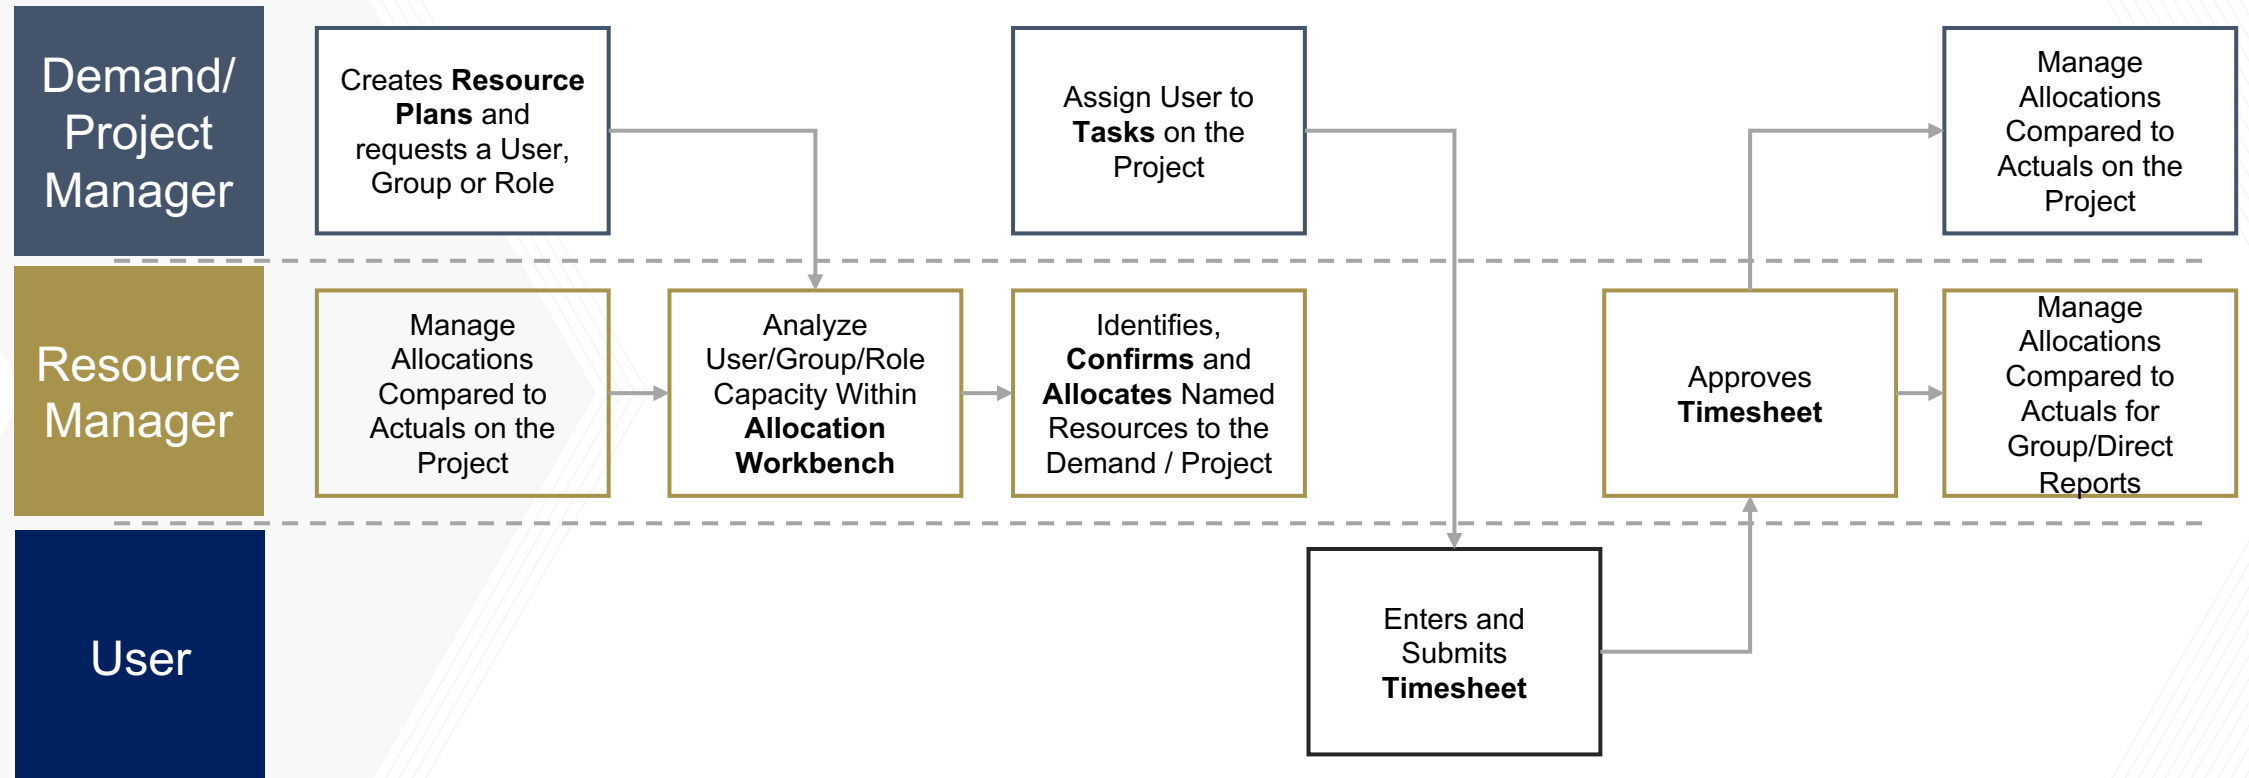 Demand/
Project
Manager
Creates Resource
Plans and
requests a User,
Group or Role
Assign User to
Tasks on the
Project
Manage
Allocations
Compared to
Actuals on the
Project
Resource
Manager
Manage
Allocations
Compared to
Actuals on the
Project
Analyze
User/Group/Role
Capacity Within
Allocation
Workbench
Identifies,
Confirms and
Allocates Named
Resources to the
Demand / Project
Approves
Timesheet
Manage
Allocations
Compared to
Actuals for
Group/Direct
Reports
User
Enters and
Submits
Timesheet